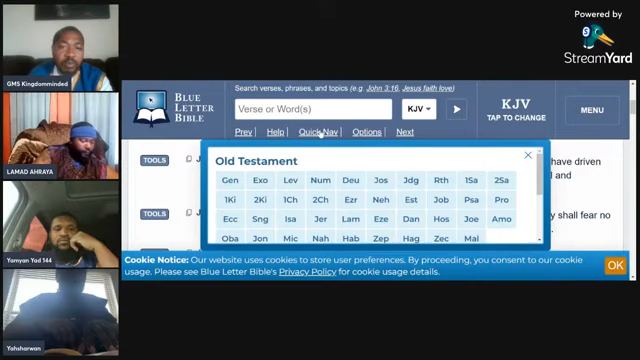 Powered by
StreamYard
GMS Kingdomminded
LAMAD AHRAYA
Yamyan Yad 144
Yahsharwan
BLUE
LETTER
BIBLE
Search verses, phrases, and topics (e.g. John 3:16, Jesus faith love)
Verse or Word(s)
KJV
Prev | Help | QuickNav | Options | Next
KJV
TAP TO CHANGE
MENU
TOOLS
have driven
and
TOOLS
y shall fear no
Old Testament
Gen Exo Lev Num Deu Jos Jdg Rth 1Sa 2Sa
1Ki 2Ki 1Ch 2Ch Ezr Neh Est Job Psa Pro
Ecc Sng Isa Jer Lam Eze Dan Hos Joe Amo
Oba Jon Mic Nah Hab Zep Hag Zec Mal
Cookie Notice: Our website uses cookies to store user preferences. By proceeding, you consent to our cookie
usage. Please see Blue Letter Bible's Privacy Policy for cookie usage details.
OK